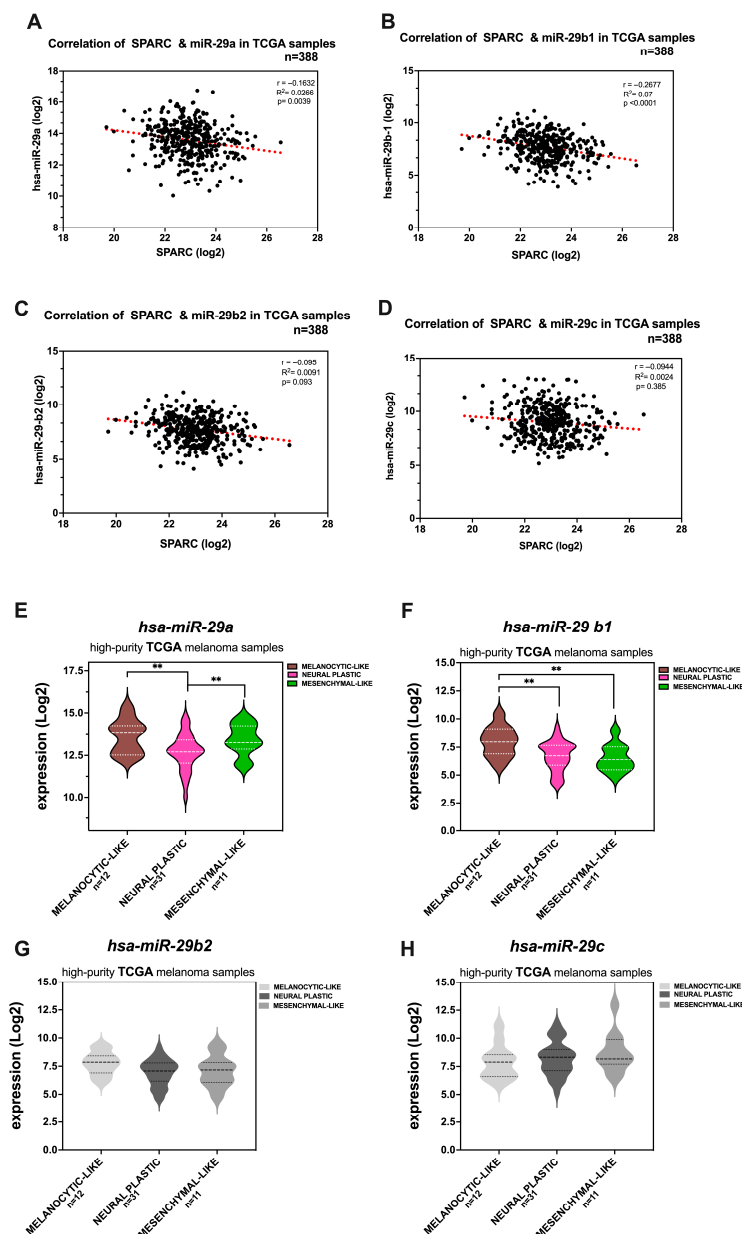 A
Correlation of SPARC & miR-29a in TCGA samples
n=388
r = –0.1632
R²= 0.0266
p= 0.0039
hsa-miR-29a (log2)
16
14
12
10
8
18
20
22
24
26
28
SPARC (log2)
B
Correlation of SPARC & miR-29b1 in TCGA samples
n=388
r = –0.2677
R²= 0.07
p <0.0001
hsa-miR-29b-1 (log2)
15
10
5
0
18
20
22
24
26
28
SPARC (log2)
C
Correlation of SPARC & miR-29b2 in TCGA samples
n=388
r = –0.095
R²= 0.0091
p= 0.093
hsa-miR-29-b2 (log2)
15
10
5
0
18
20
22
24
26
28
SPARC (log2)
D
Correlation of SPARC & miR-29c in TCGA samples
n=388
r = –0.0944
R²= 0.0024
p= 0.385
hsa-miR-29c (log2)
15
10
5
0
18
20
22
24
26
28
SPARC (log2)
E
hsa-miR-29a
high-purity TCGA melanoma samples
MELANOCYTIC-LIKE
NEURAL PLASTIC
MESENCHYMAL-LIKE
**
**
expression (Log2)
17.5
15.0
12.5
10.0
MELANOCYTIC-LIKE
n=12
NEURAL PLASTIC
n=31
MESENCHYMAL-LIKE
n=11
F
hsa-miR-29 b1
high-purity TCGA melanoma samples
MELANOCYTIC-LIKE
NEURAL PLASTIC
MESENCHYMAL-LIKE
**
**
expression (Log2)
15.0
12.5
10.0
7.5
5.0
2.5
0.0
MELANOCYTIC-LIKE
n=12
NEURAL PLASTIC
n=31
MESENCHYMAL-LIKE
n=11
G
hsa-miR-29b2
high-purity TCGA melanoma samples
MELANOCYTIC-LIKE
NEURAL PLASTIC
MESENCHYMAL-LIKE
expression (Log2)
15.0
12.5
10.0
7.5
5.0
2.5
0.0
MELANOCYTIC-LIKE
n=12
NEURAL PLASTIC
n=31
MESENCHYMAL-LIKE
n=11
H
hsa-miR-29c
high-purity TCGA melanoma samples
MELANOCYTIC-LIKE
NEURAL PLASTIC
MESENCHYMAL-LIKE
expression (Log2)
15.0
12.5
10.0
7.5
5.0
2.5
0.0
MELANOCYTIC-LIKE
n=12
NEURAL PLASTIC
n=31
MESENCHYMAL-LIKE
n=11